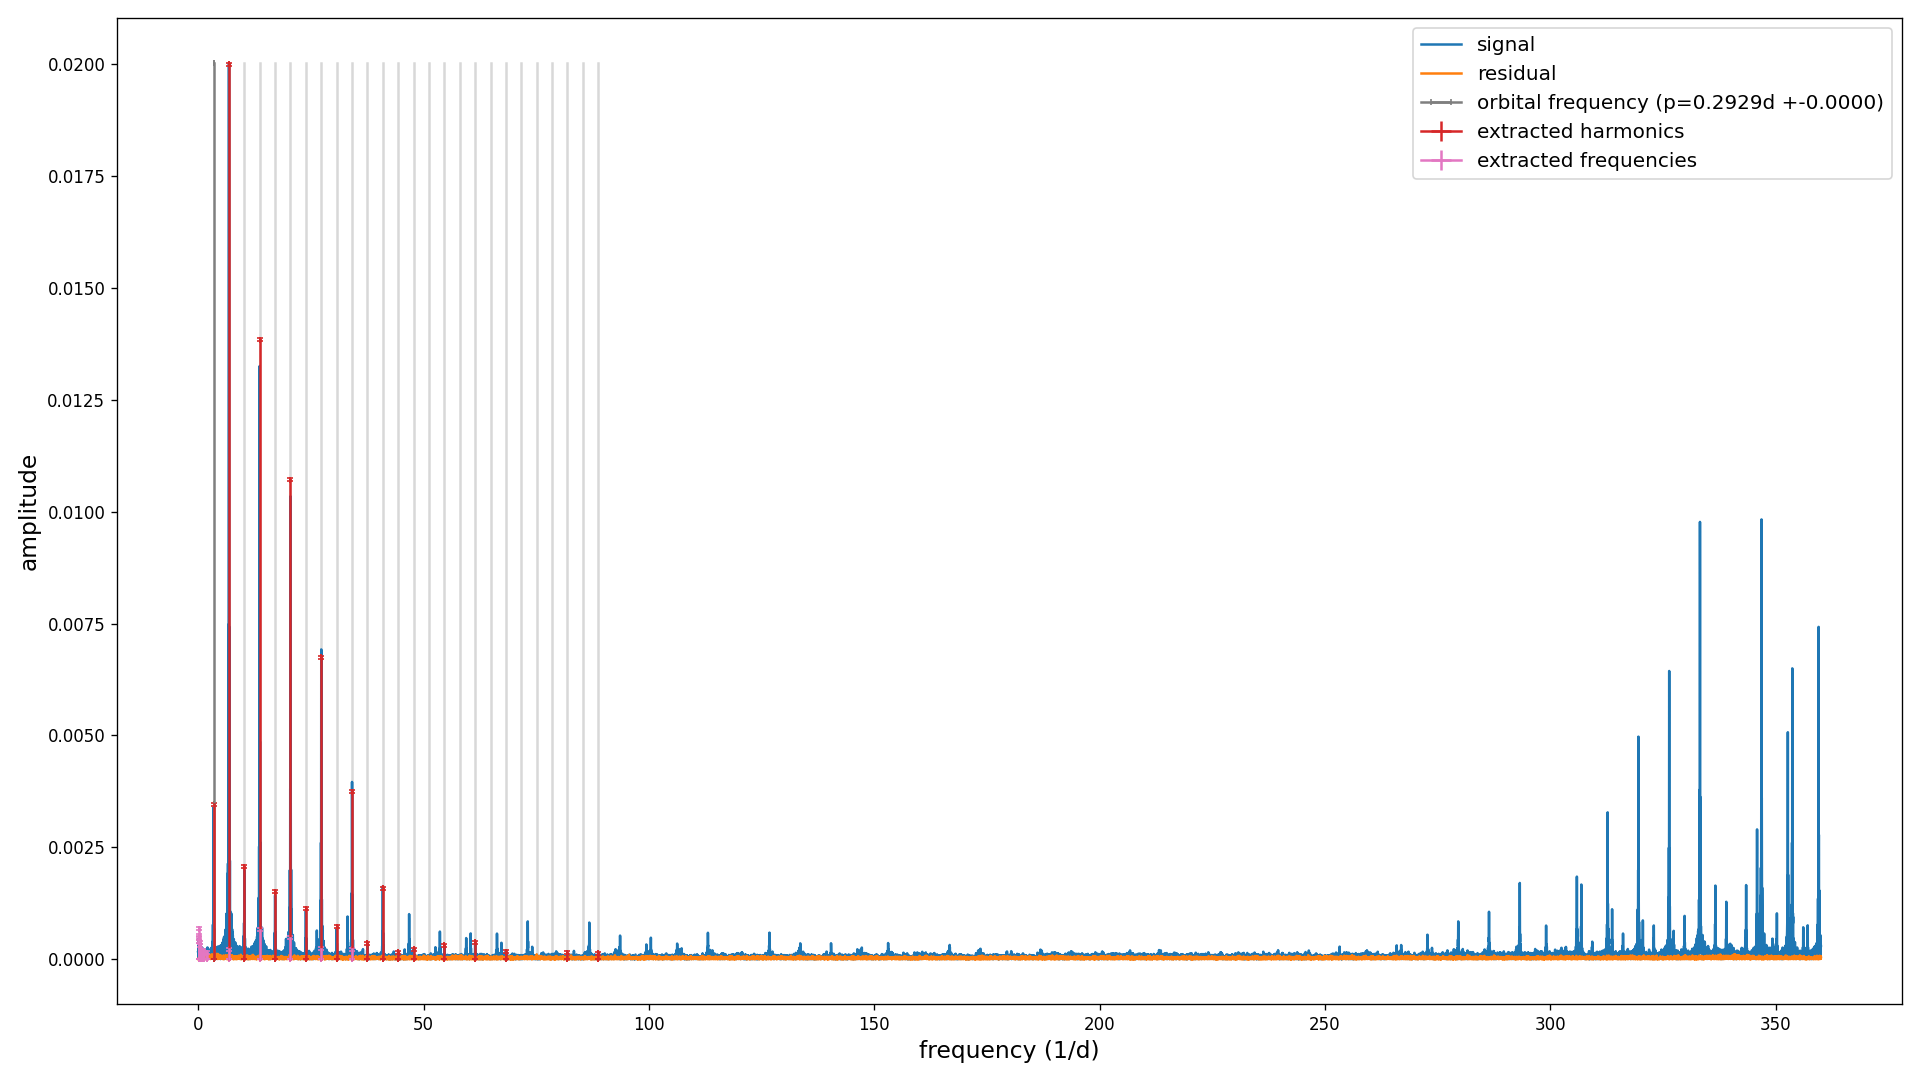 signal
residual
orbital frequency (p=0.2929d +-0.0000)
extracted harmonics
extracted frequencies
0.0200
0.0175
0.0150
0.0125
0.0100
0.0075
0.0050
0.0025
0.0000
amplitude
0 50 100 150 200 250 300 350
frequency (1/d)